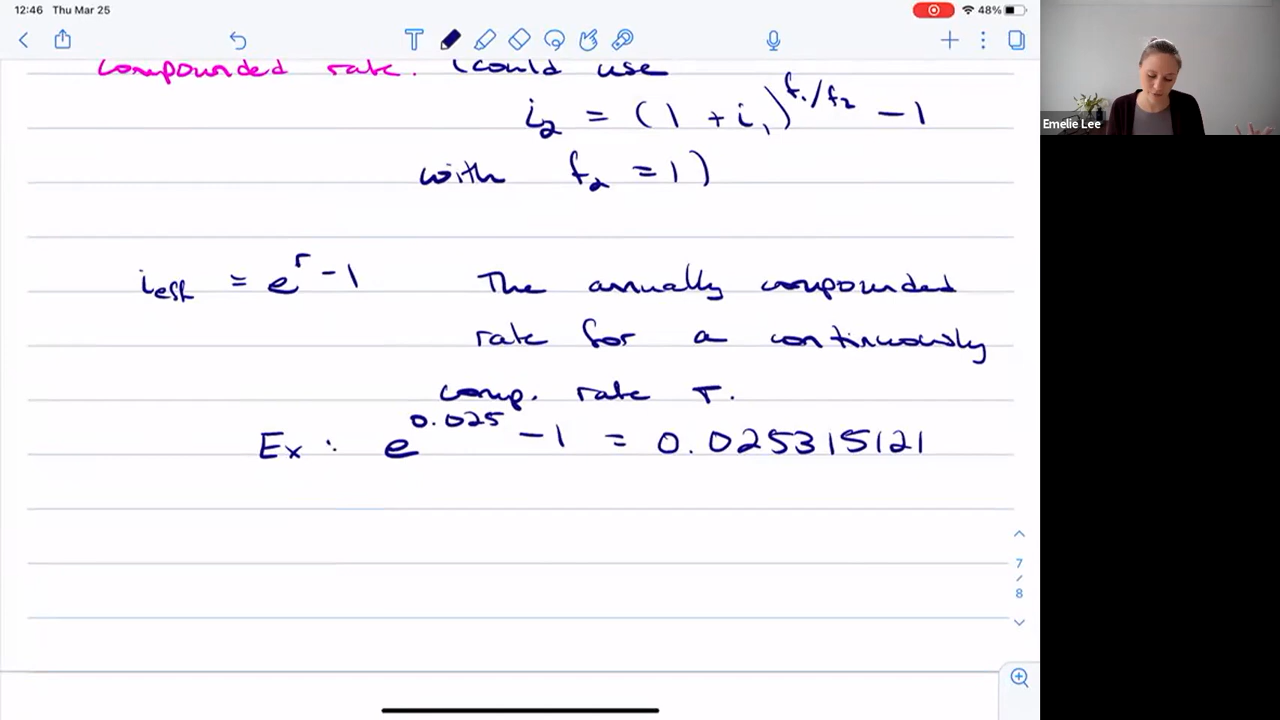 12:46 Thu Mar 25
48%
compounded rate. (could use
i₂ = (1 + i₁)^f₁/f₂ - 1
with f₂ = 1)
Emelie Lee
i_eff = e^r - 1 The annually compounded
rate for a continuously
comp. rate r.
Ex : e^0.025 - 1 = 0.025315121
7
/
8